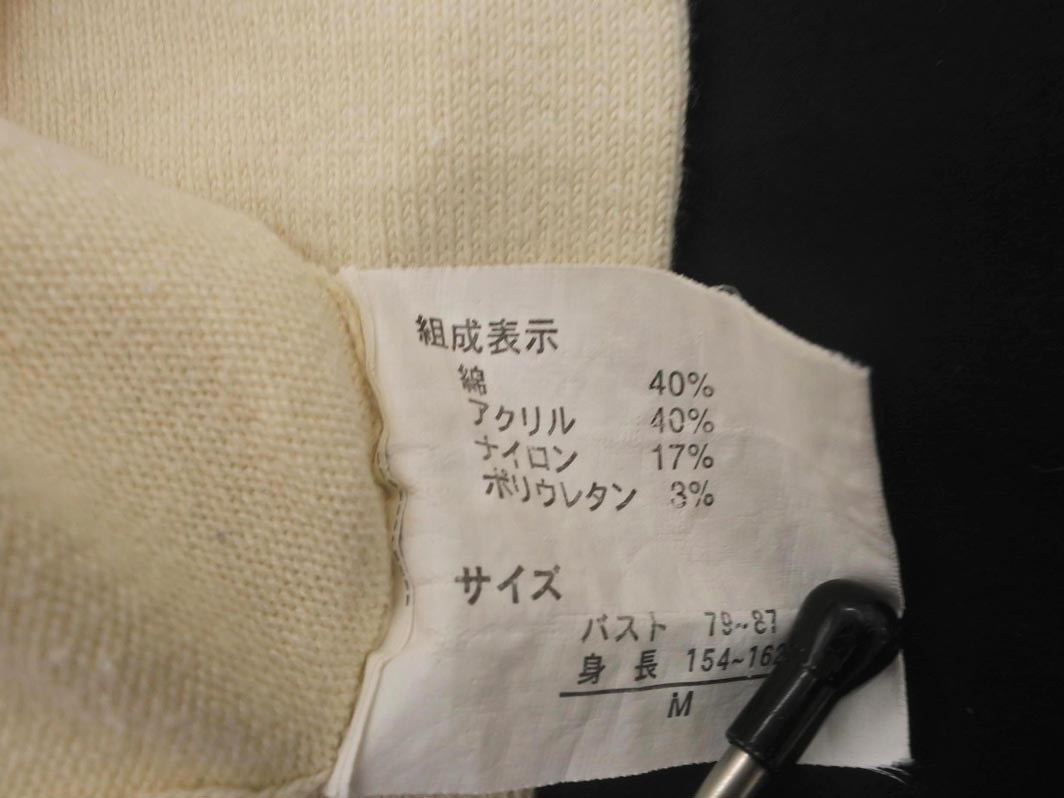 組成表示
綿 40%
アクリル 40%
ナイロン 17%
ポリウレタン 3%
サイズ
バスト 79~87
身長 154~162
M